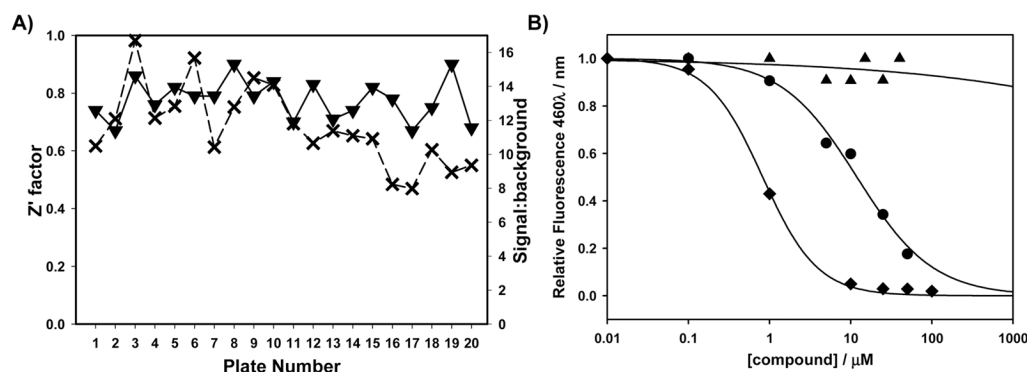 A)
1.0
0.8
0.6
0.4
0.2
0.0
Z' factor
16
14
12
10
8
6
4
2
0
Signal:background
1 2 3 4 5 6 7 8 9 10 11 12 13 14 15 16 17 18 19 20
Plate Number
B)
1.0
0.8
0.6
0.4
0.2
0.0
Relative Fluorescence 460λ / nm
0.01 0.1 1 10 100 1000
[compound] / μM